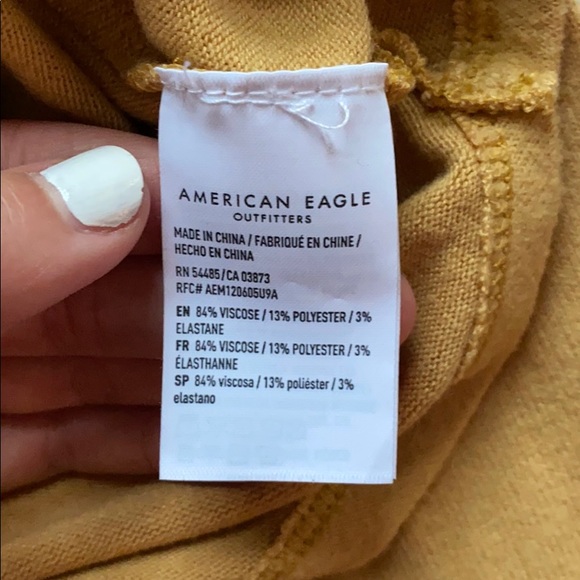 AMERICAN EAGLE
OUTFITTERS
MADE IN CHINA / FABRIQUÉ EN CHINE /
HECHO EN CHINA
RN 54485 / CA 03873
RFC# AEM120605U9A
EN 84% VISCOSE / 13% POLYESTER / 3%
ELASTANE
FR 84% VISCOSE / 13% POLYESTER / 3%
ÉLASTHANNE
SP 84% viscosa / 13% poliéster / 3%
elastano